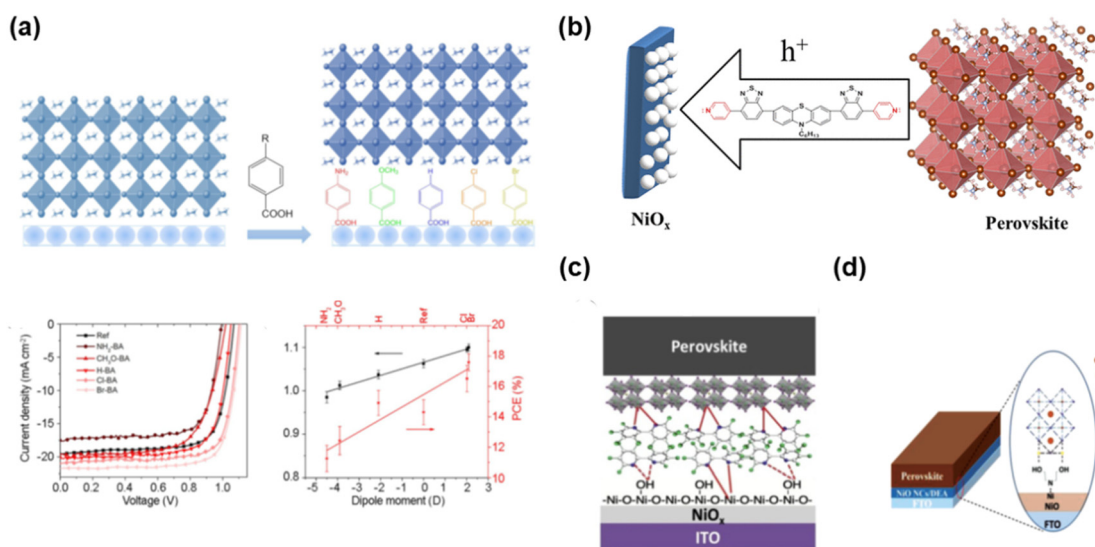 (a)
R
COOH
NH₂
OCH₃
H
Cl
Br
COOH
COOH
COOH
COOH
COOH
Ref
NH₂-BA
CH₃O-BA
H-BA
Cl-BA
Br-BA
Current density (mA cm⁻²)
0
-5
-10
-15
-20
0.0
0.2
0.4
0.6
0.8
1.0
Voltage (V)
NH₂
CH₃O
H
Ref
Cl
Br
1.1
1.0
0.9
0.8
20
18
16
14
12
10
PCE (%)
-5
-4
-3
-2
-1
0
1
2
3
Dipole moment (D)
(b)
h⁺
N
S
N
N
S
N
N
S
N
N
C₆H₁₃
NiOₓ
Perovskite
(c)
Perovskite
OH
OH
OH
-Ni-O-Ni-O-Ni-O-Ni-O-Ni-O-
NiOₓ
ITO
(d)
Perovskite
NiO NCs/DEA
FTO
HO
OH
N
Ni
NiO
FTO